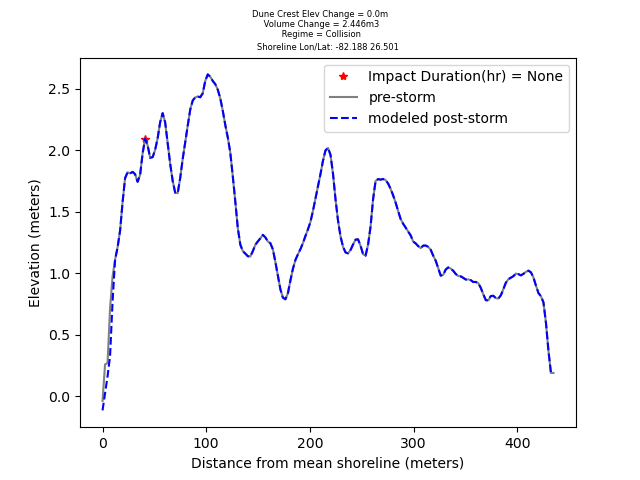 Dune Crest Elev Change = 0.0m
Volume Change = 2.446m3
Regime = Collision
Shoreline Lon/Lat: -82.188 26.501
Impact Duration(hr) = None
pre-storm
modeled post-storm
Elevation (meters)
2.5
2.0
1.5
1.0
0.5
0.0
0 100 200 300 400
Distance from mean shoreline (meters)